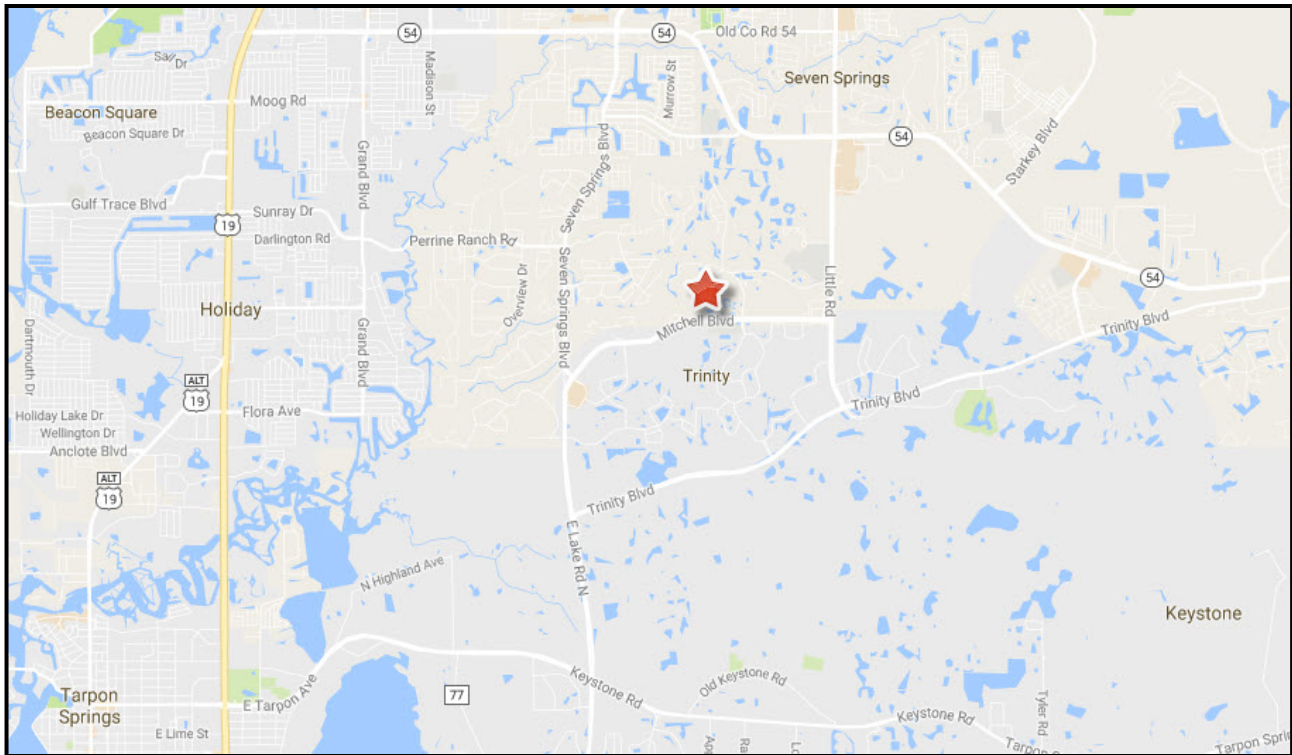 54
54
Old Co Rd 54
Sail Dr
Madison St
Murrow St
Seven Springs
Beacon Square
Moog Rd
Beacon Square Dr
Seven Springs Blvd
54
Starkey Blvd
Grand Blvd
Gulf Trace Blvd
Sunray Dr
19
Darlington Rd
Perrine Ranch Rd
Seven Springs Blvd
Overview Dr
Little Rd
54
Holiday
Mitchell Blvd
Trinity Blvd
Dartmouth Dr
Grand Blvd
Trinity
ALT
19
Trinity Blvd
Holiday Lake Dr
Flora Ave
Wellington Dr
Anclote Blvd
ALT
19
Trinity Blvd
E Lake Rd N
N Highland Ave
Keystone
Tarpon
Springs
77
Keystone Rd
Old Keystone Rd
E Tarpon Ave
Tyler Rd
Keystone Rd
E Lime St